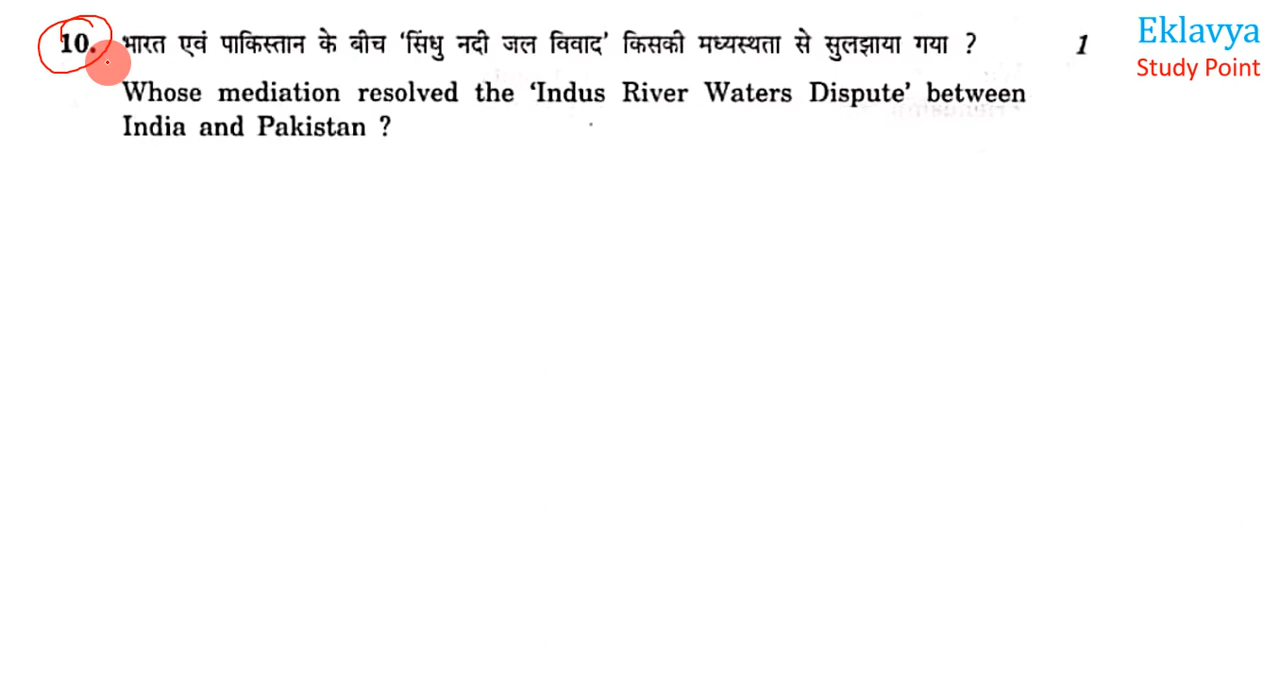 10. भारत एवं पाकिस्तान के बीच 'सिंधु नदी जल विवाद' किसकी मध्यस्थता से सुलझाया गया ? 1
Eklavya
Study Point
Whose mediation resolved the 'Indus River Waters Dispute' between
India and Pakistan ?